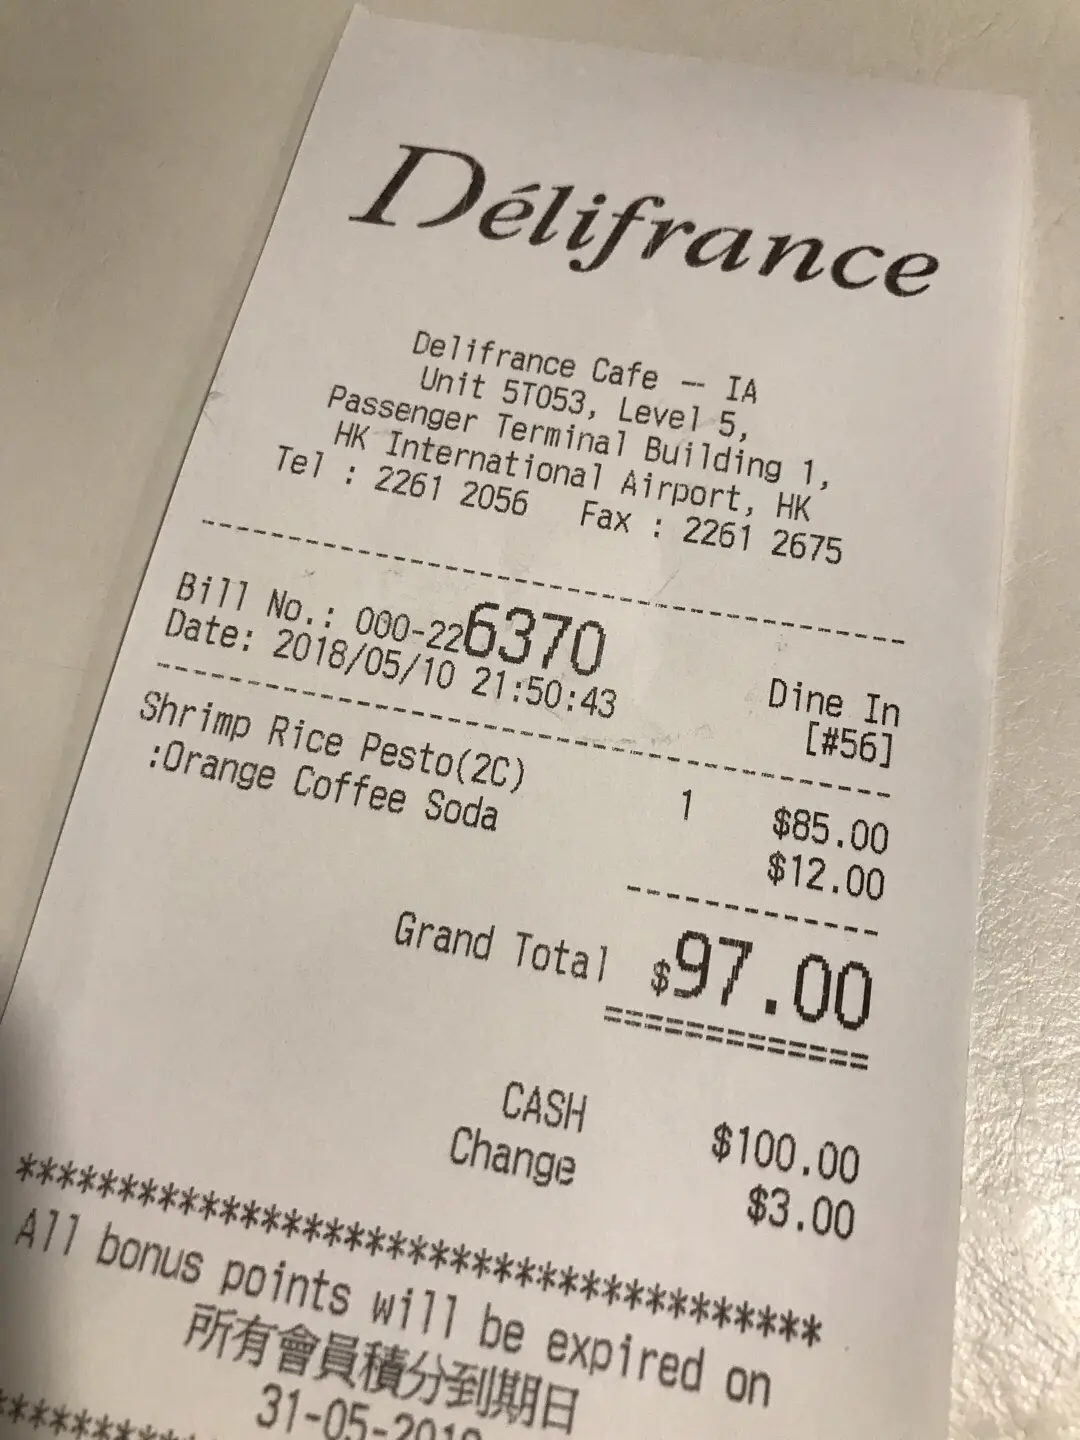 Délifrance
Delifrance Cafe – IA
Unit 5T053, Level 5,
Passenger Terminal Building 1,
HK International Airport, HK
Tel : 2261 2056 Fax : 2261 2675
Bill No.: 000-226370 Dine In
Date: 2018/05/10 21:50:43 [#56]
Shrimp Rice Pesto(2C) 1 $85.00
:Orange Coffee Soda $12.00
Grand Total $97.00
CASH $100.00
Change $3.00
******************************************
All bonus points will be expired on
所有會員積分到期日
31-05-2018